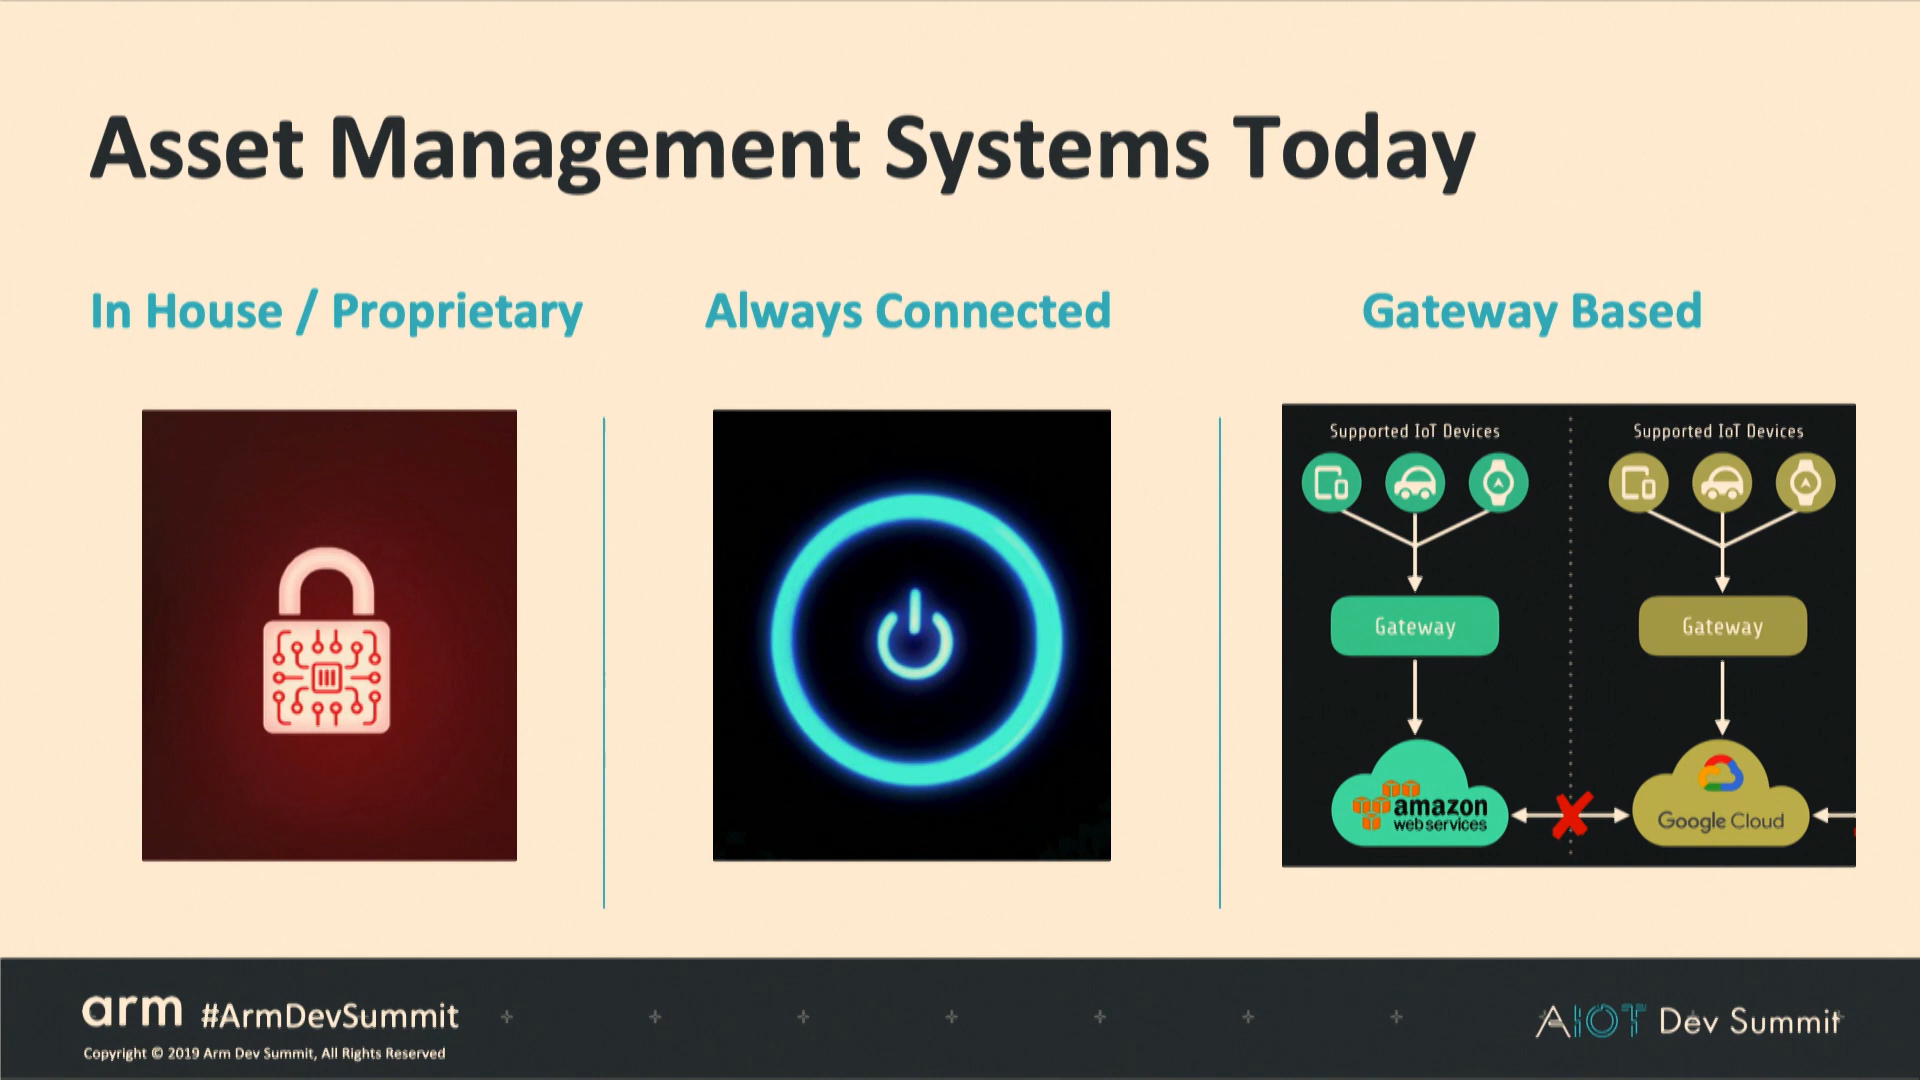 Asset Management Systems Today
In House / Proprietary
Always Connected
Gateway Based
Supported IoT Devices
Supported IoT Devices
Gateway
Gateway
amazon
web services
Google Cloud
arm #ArmDevSummit
Copyright © 2019 Arm Dev Summit, All Rights Reserved
AIOT Dev Summit